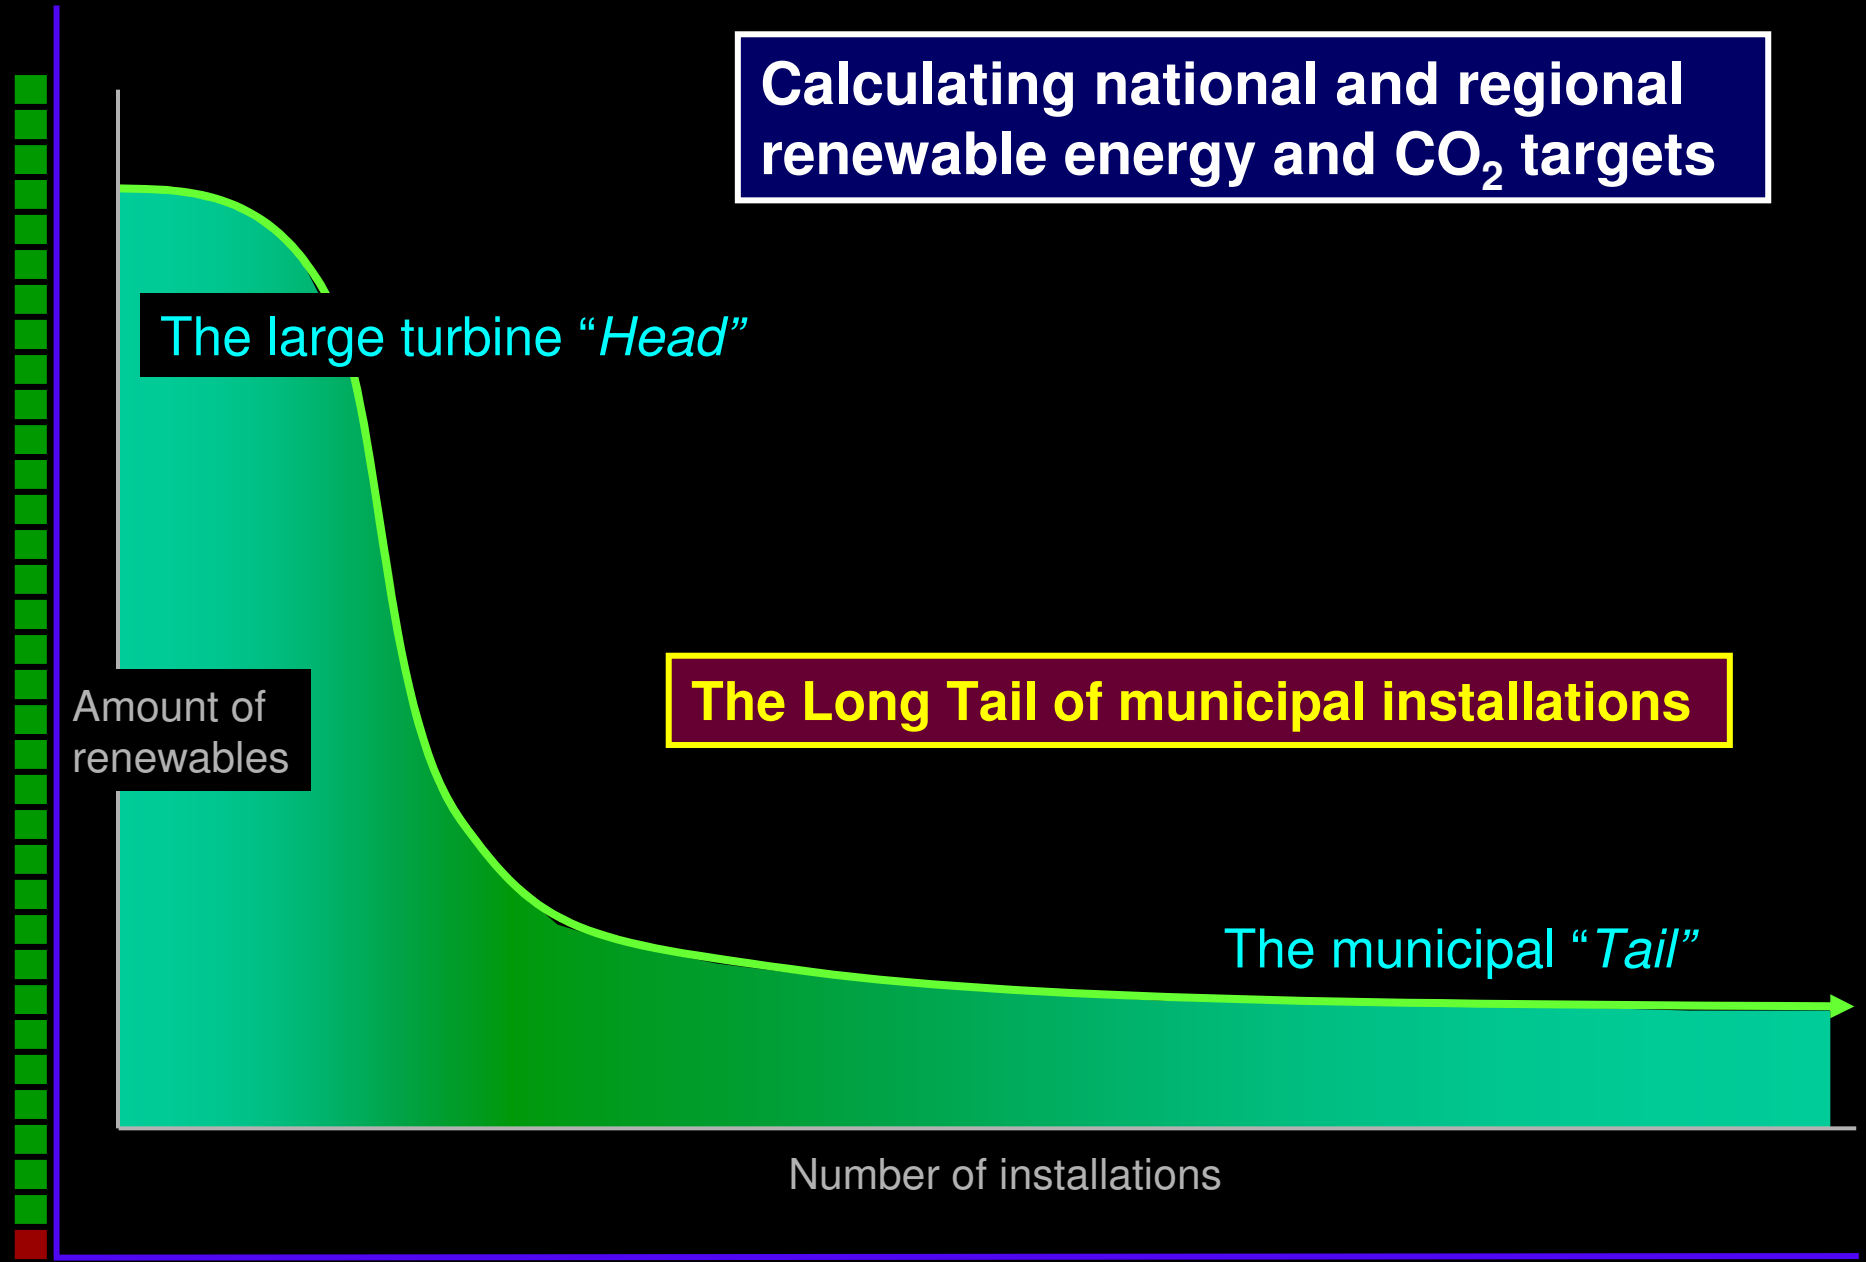 Calculating national and regional
renewable energy and CO₂ targets
The large turbine “Head”
Amount of
renewables
The Long Tail of municipal installations
The municipal “Tail”
Number of installations